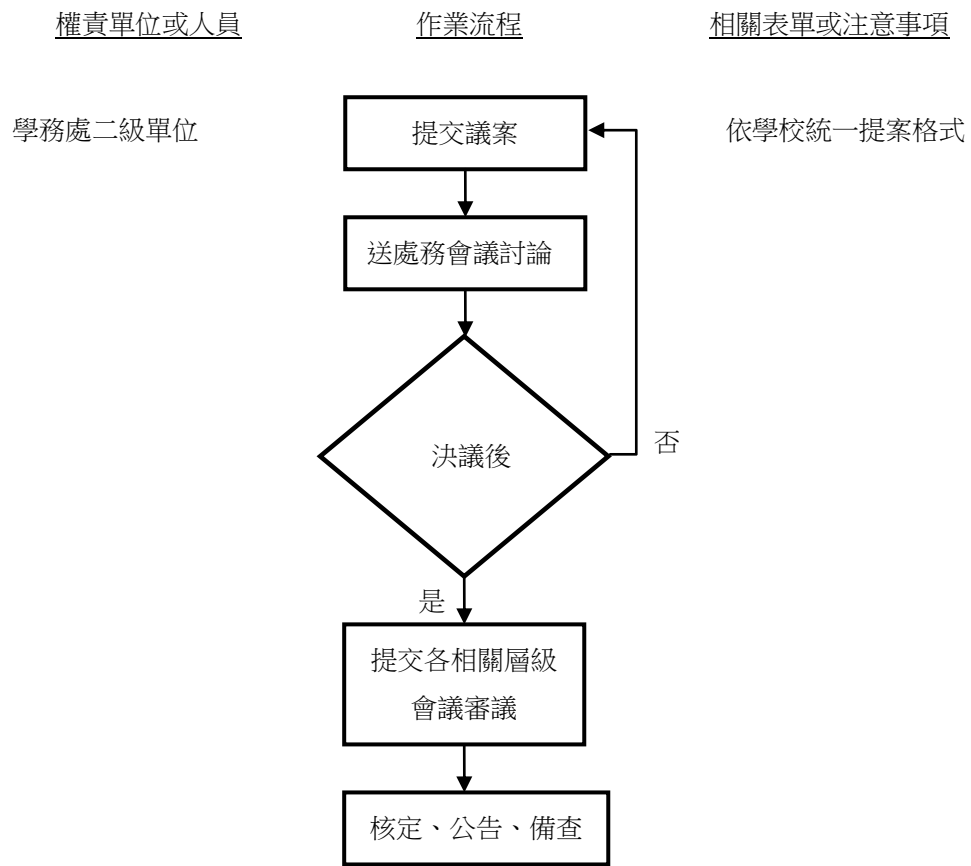 權責單位或人員
作業流程
相關表單或注意事項
學務處二級單位
提交議案
依學校統一提案格式
送處務會議討論
決議後
否
是
提交各相關層級
會議審議
核定、公告、備查